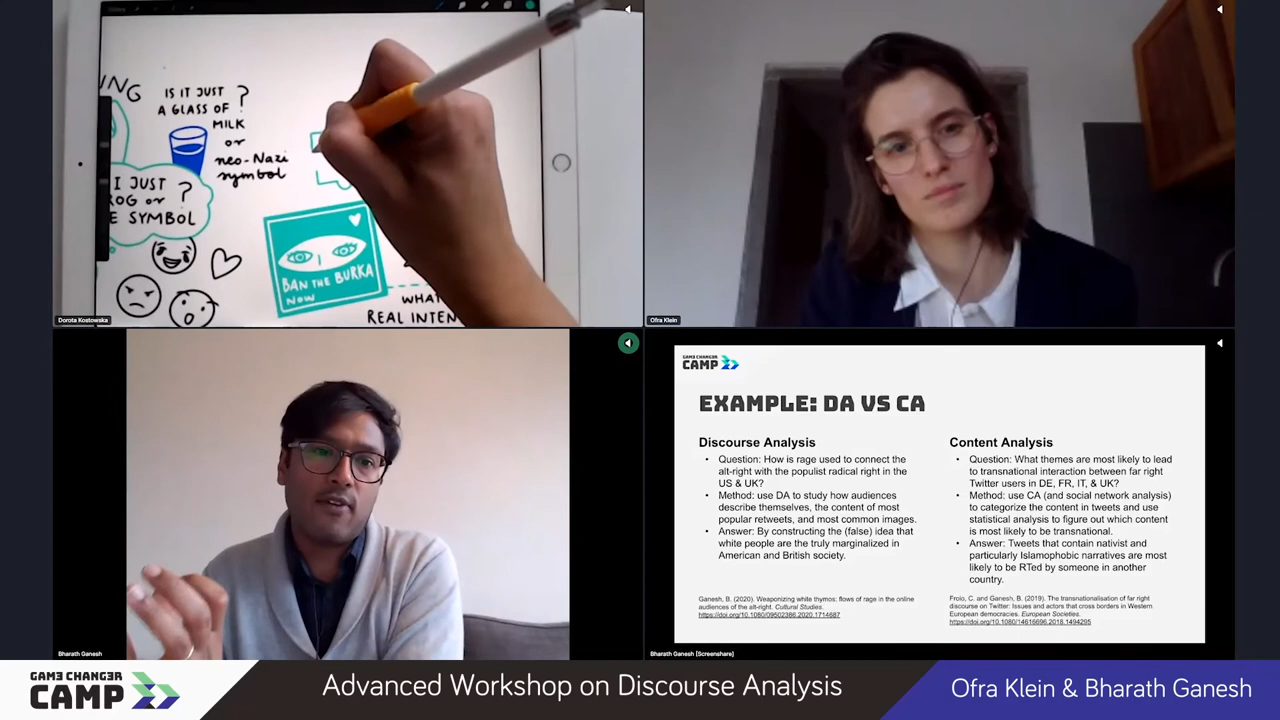 ING
IS IT JUST
A GLASS OF ?
MILK
or
neo-Nazi
symbol
I JUST ?
ROG or
E SYMBOL
BAN THE BURKA
NOW
WHAT
REAL INTEN
Dorota Kostowska
Ofra Klein
GAME CHANGER
CAMP
EXAMPLE: DA VS CA
Discourse Analysis
• Question: How is rage used to connect the
alt-right with the populist radical right in the
US & UK?
• Method: use DA to study how audiences
describe themselves, the content of most
popular retweets, and most common images.
• Answer: By constructing the (false) idea that
white people are the truly marginalized in
American and British society.
Ganesh, B. (2020). Weaponizing white thymos: flows of rage in the online
audiences of the alt-right. Cultural Studies.
https://doi.org/10.1080/09502386.2020.1714687
Content Analysis
• Question: What themes are most likely to lead
to transnational interaction between far right
Twitter users in DE, FR, IT, & UK?
• Method: use CA (and social network analysis)
to categorize the content in tweets and use
statistical analysis to figure out which content
is most likely to be transnational.
• Answer: Tweets that contain nativist and
particularly Islamophobic narratives are most
likely to be RTed by someone in another
country.
Froio, C. and Ganesh, B. (2019). The transnationalisation of far right
discourse on Twitter: Issues and actors that cross borders in Western
European democracies. European Societies.
https://doi.org/10.1080/14616696.2018.1494295
Bharath Ganesh
Bharath Ganesh [Screenshare]
GAME CHANGER
CAMP
Advanced Workshop on Discourse Analysis
Ofra Klein & Bharath Ganesh